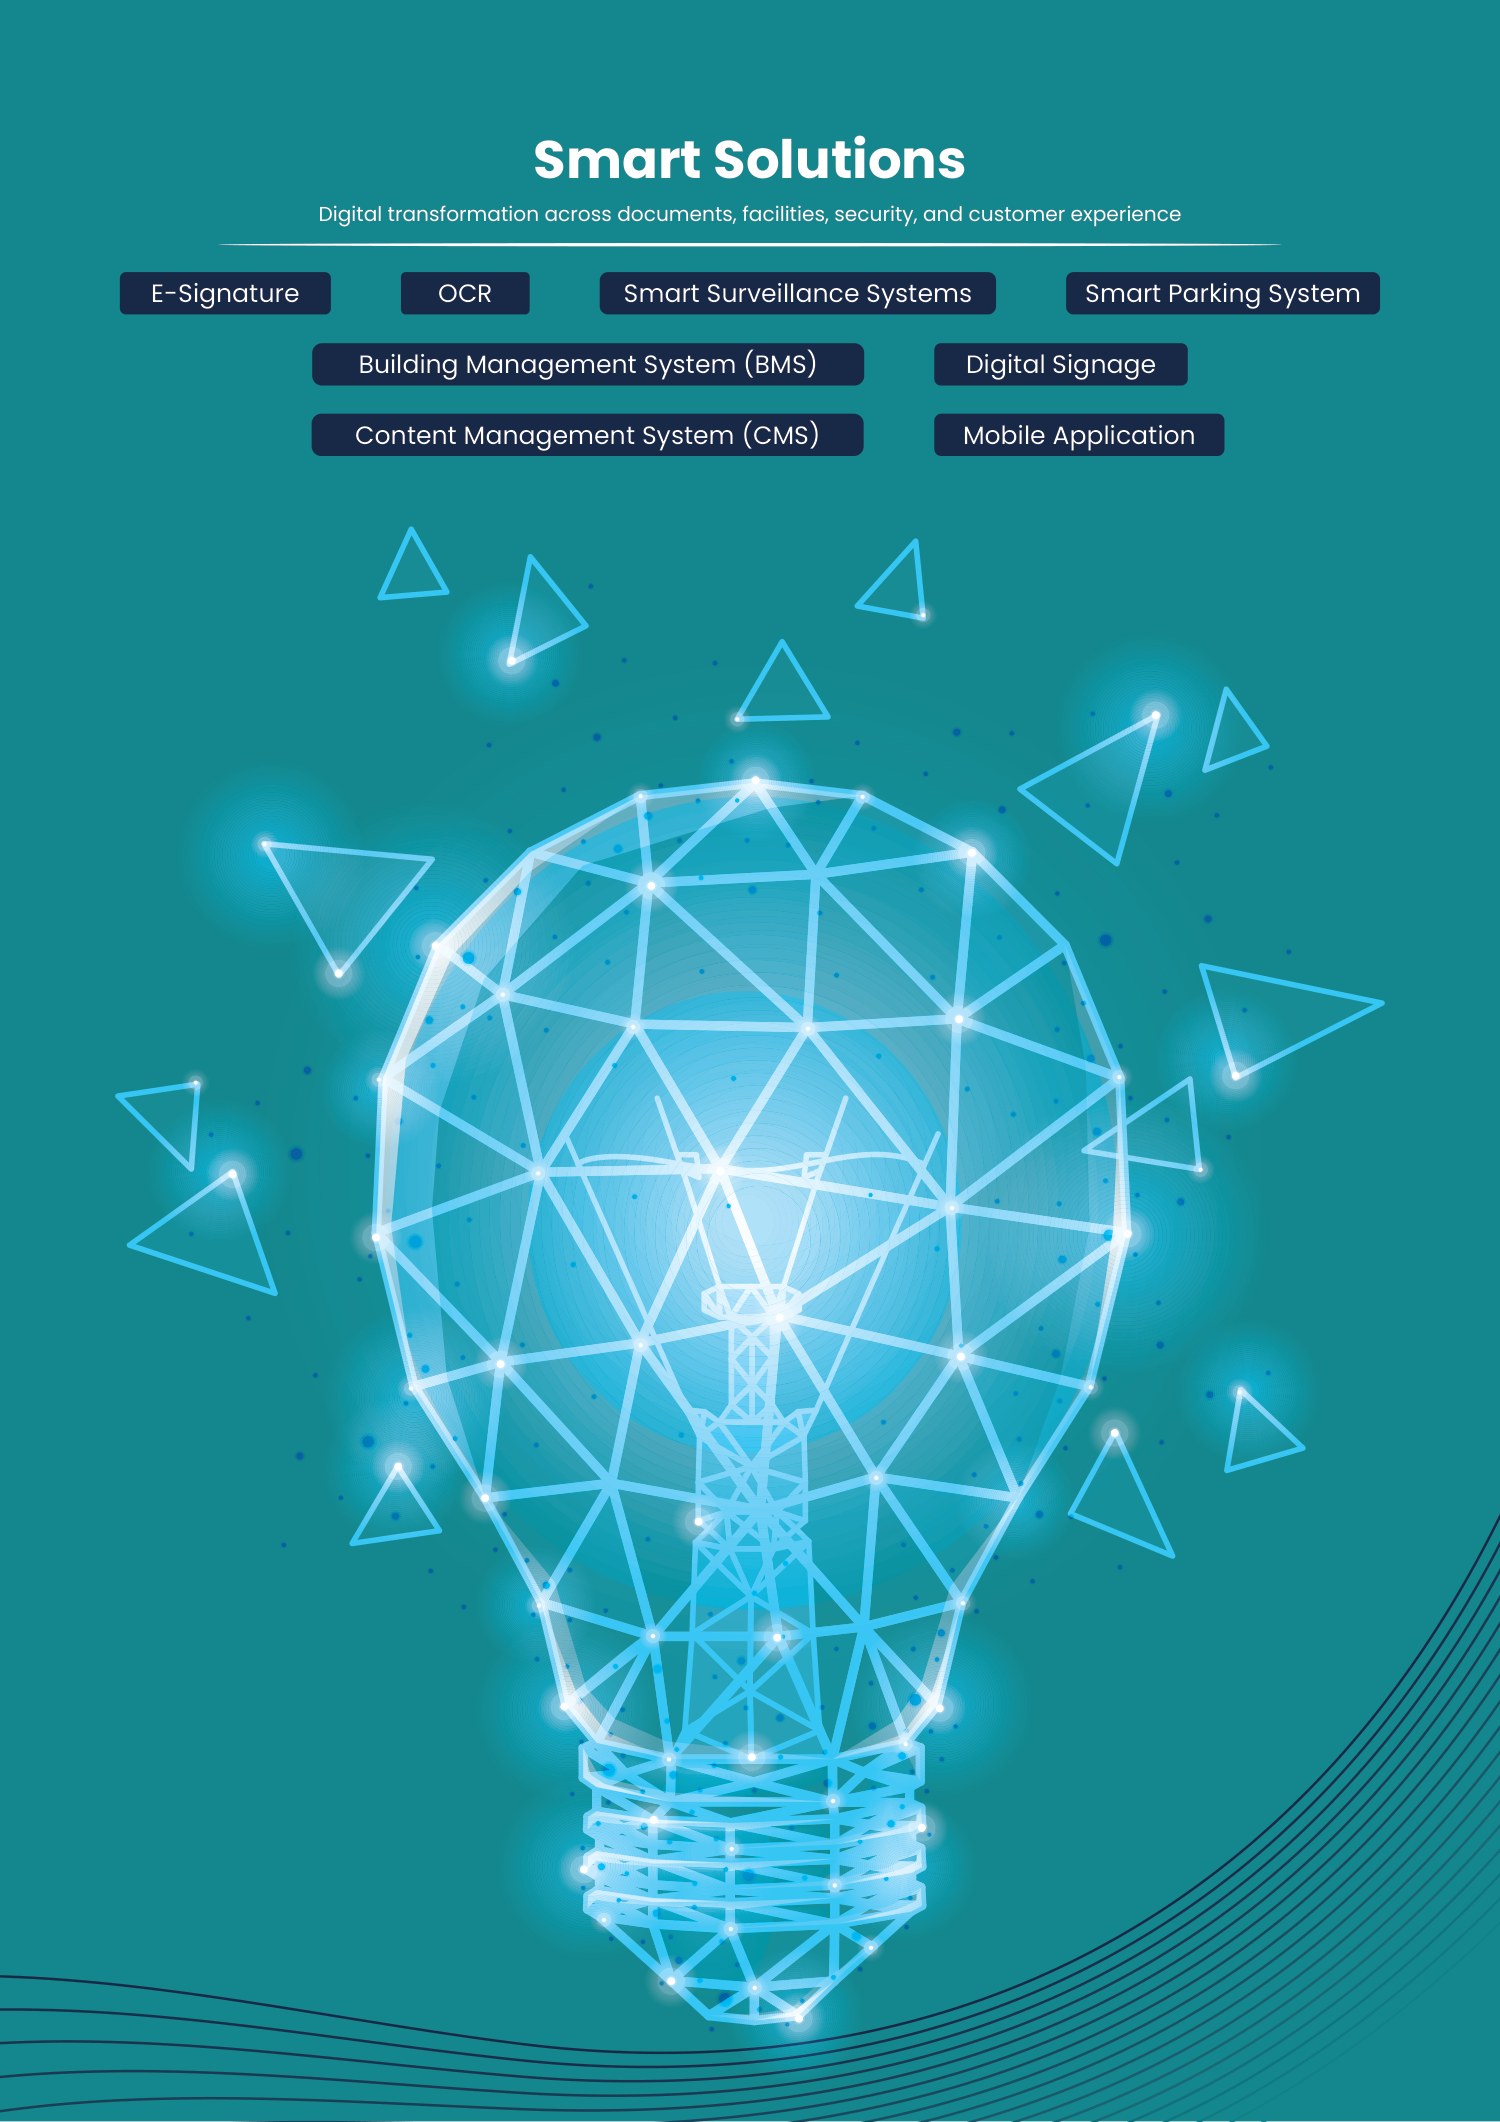 Smart Solutions
Digital transformation across documents, facilities, security, and customer experience
E-Signature OCR Smart Surveillance Systems Smart Parking System
Building Management System (BMS) Digital Signage
Content Management System (CMS) Mobile Application